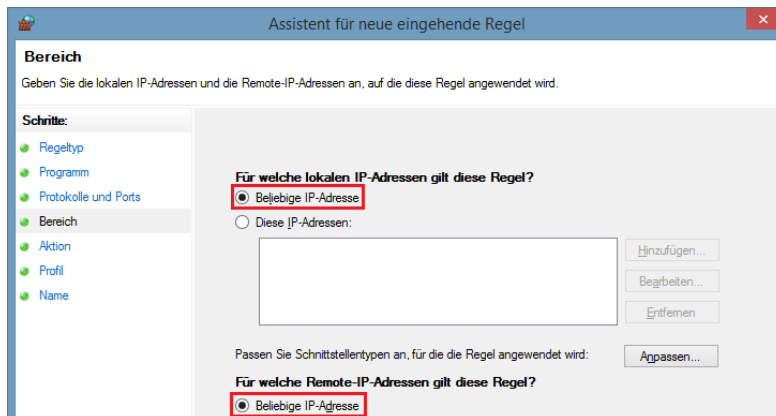 Assistent für neue eingehende Regel
Bereich
Geben Sie die lokalen IP-Adressen und die Remote-IP-Adressen an, auf die diese Regel angewendet wird.
Schritte:
Regeltyp
Programm
Protokolle und Ports
Bereich
Aktion
Profil
Name
Für welche lokalen IP-Adressen gilt diese Regel?
Beliebige IP-Adresse
Diese IP-Adressen:
Hinzufügen...
Bearbeiten...
Entfernen
Passen Sie Schnittstellentypen an, für die die Regel angewendet wird:
Anpassen...
Für welche Remote-IP-Adressen gilt diese Regel?
Beliebige IP-Adresse